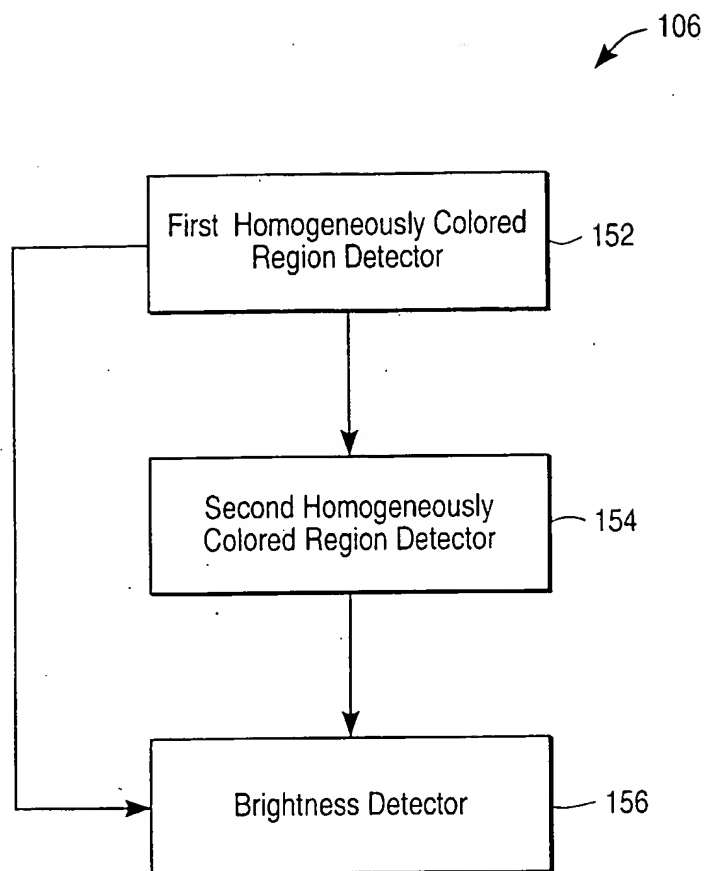 106
First Homogeneously Colored
Region Detector
152
Second Homogeneously
Colored Region Detector
154
Brightness Detector
156